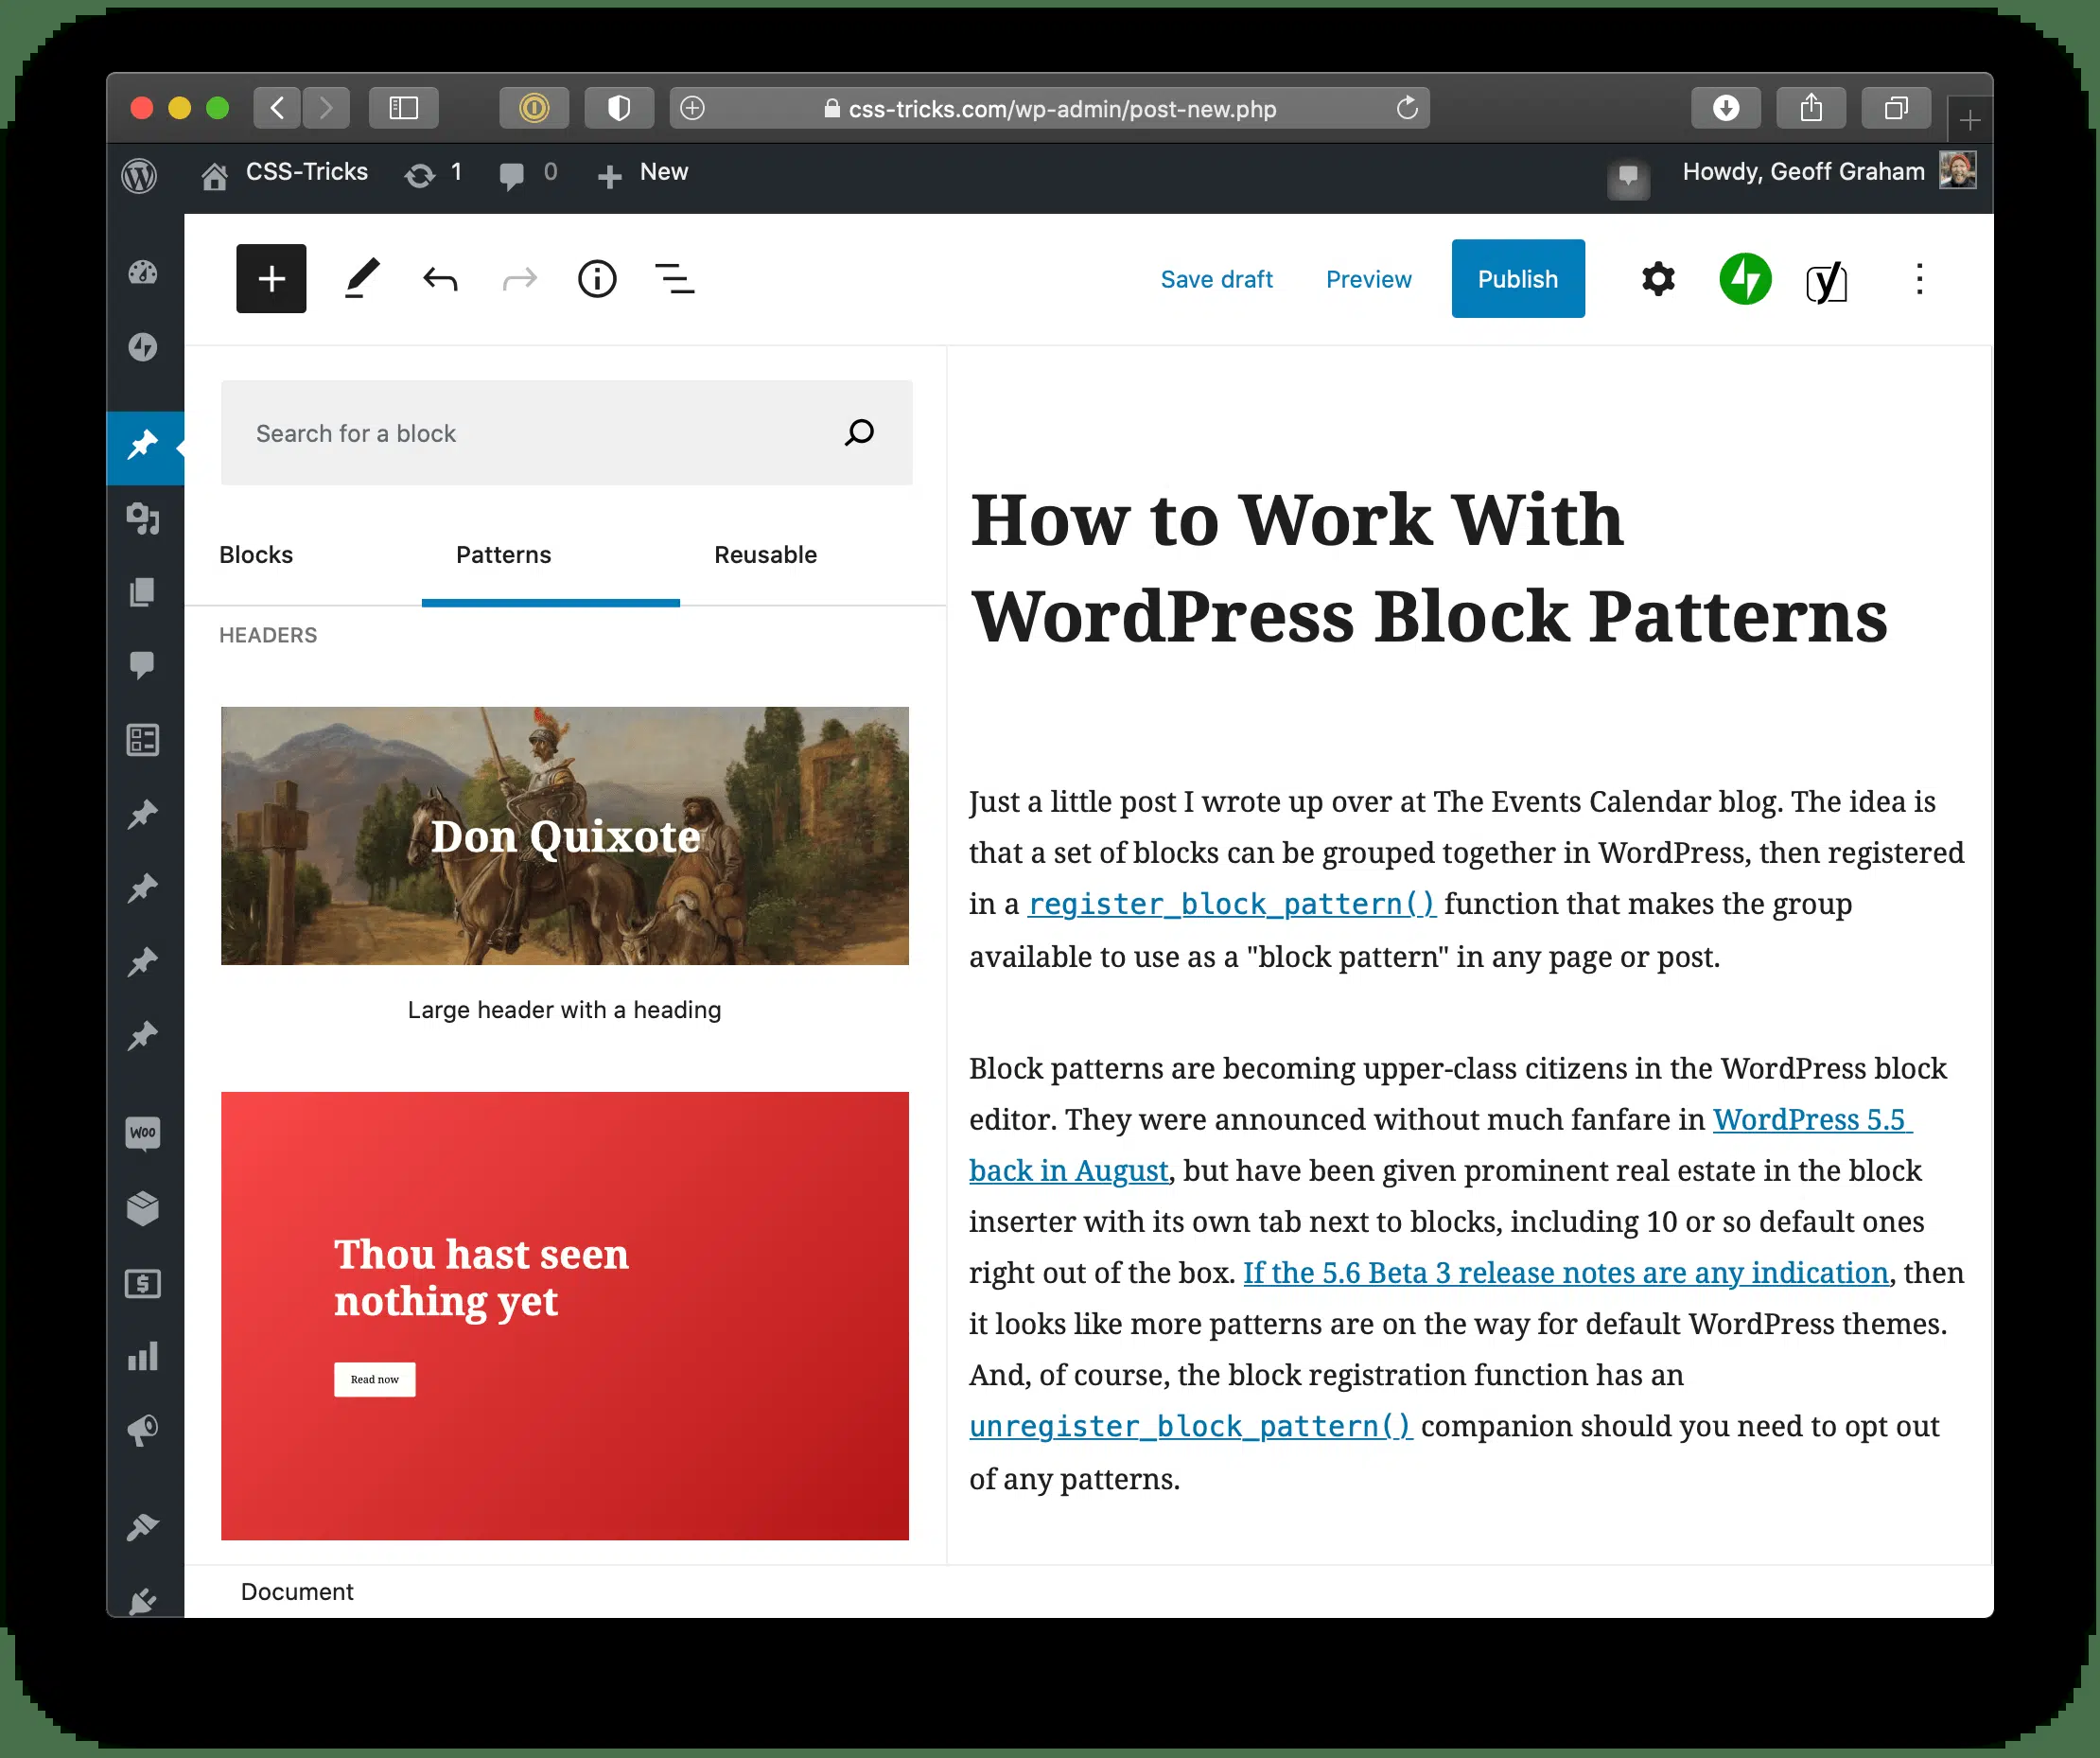 css-tricks.com/wp-admin/post-new.php
CSS-Tricks 1 0 New
Howdy, Geoff Graham
Save draft Preview Publish
Search for a block
Blocks Patterns Reusable
HEADERS
Don Quixote
Large header with a heading
Thou hast seen
nothing yet
Read now
WOO
Document
How to Work With
WordPress Block Patterns
Just a little post I wrote up over at The Events Calendar blog. The idea is
that a set of blocks can be grouped together in WordPress, then registered
in a register_block_pattern() function that makes the group
available to use as a "block pattern" in any page or post.
Block patterns are becoming upper-class citizens in the WordPress block
editor. They were announced without much fanfare in WordPress 5.5
back in August, but have been given prominent real estate in the block
inserter with its own tab next to blocks, including 10 or so default ones
right out of the box. If the 5.6 Beta 3 release notes are any indication, then
it looks like more patterns are on the way for default WordPress themes.
And, of course, the block registration function has an
unregister_block_pattern() companion should you need to opt out
of any patterns.